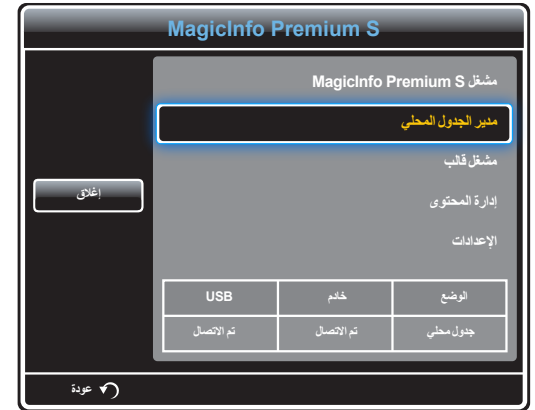 MagicInfo Premium S
مشغل MagicInfo Premium S
مدير الجدول المحلي
مشغل قالب
إدارة المحتوى
الإعدادات
إغلاق
الوضع خادم USB
جدول محلي تم الاتصال تم الاتصال
عودة